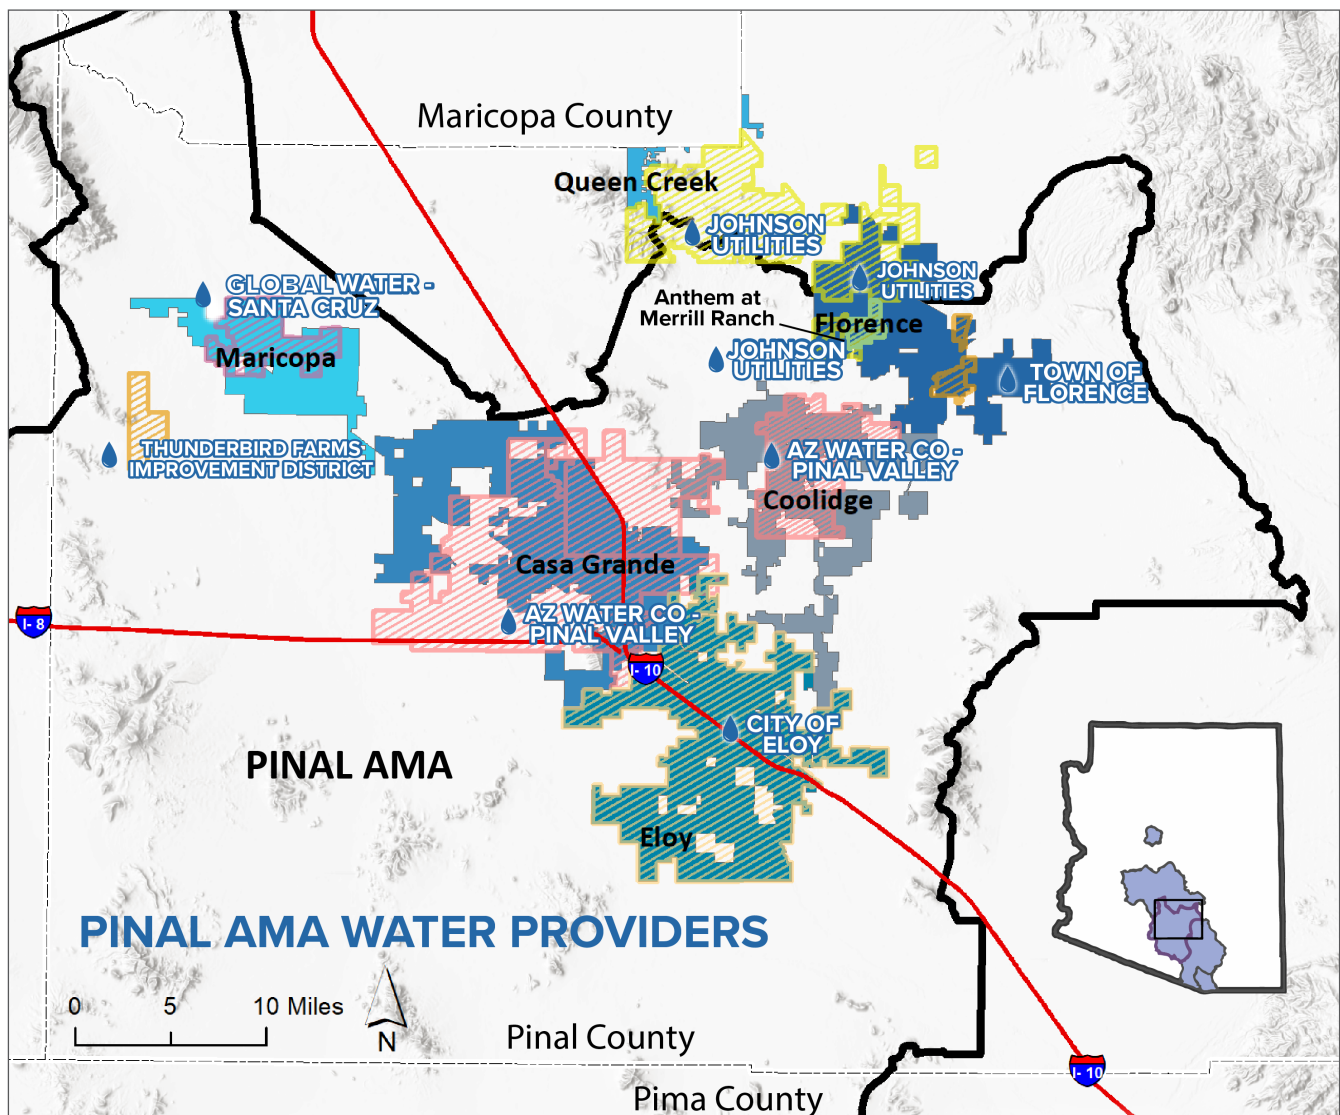 Maricopa County
Queen Creek
JOHNSON
UTILITIES
GLOBAL WATER -
SANTA CRUZ
JOHNSON
UTILITIES
Anthem at
Merrill Ranch
Florence
Maricopa
JOHNSON
UTILITIES
TOWN OF
FLORENCE
THUNDERBIRD FARMS
IMPROVEMENT DISTRICT
AZ WATER CO -
PINAL VALLEY
Coolidge
Casa Grande
AZ WATER CO -
PINAL VALLEY
I- 8
I- 10
CITY OF
ELOY
PINAL AMA
Eloy
PINAL AMA WATER PROVIDERS
0 5 10 Miles
N
Pinal County
I- 10
Pima County